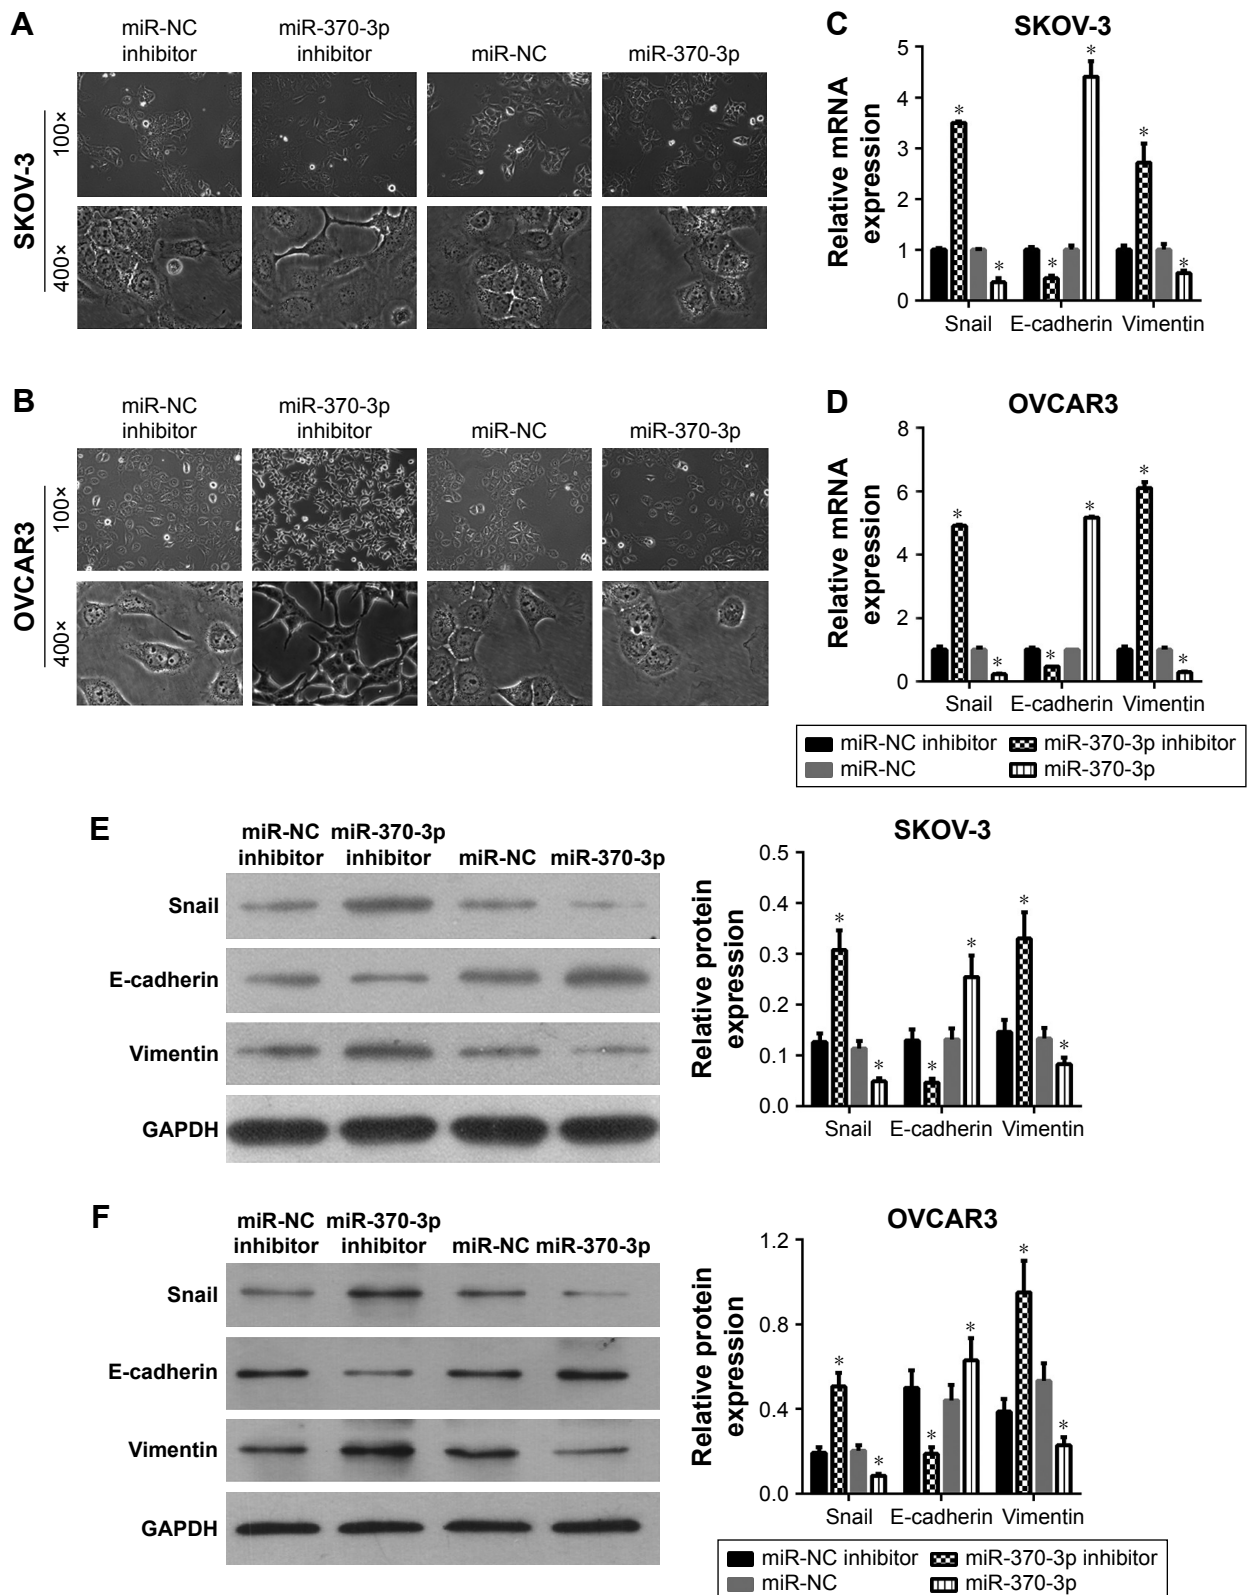 A
miR-NC
inhibitor
miR-370-3p
inhibitor
miR-NC
miR-370-3p
SKOV-3
100×
400×
B
miR-NC
inhibitor
miR-370-3p
inhibitor
miR-NC
miR-370-3p
OVCAR3
100×
400×
C
SKOV-3
Relative mRNA
expression
5
4
3
2
1
0
*
*
*
*
*
*
Snail
E-cadherin
Vimentin
D
OVCAR3
Relative mRNA
expression
8
6
4
2
0
*
*
*
*
*
*
Snail
E-cadherin
Vimentin
miR-NC inhibitor
miR-370-3p inhibitor
miR-NC
miR-370-3p
E
miR-NC
inhibitor
miR-370-3p
inhibitor
miR-NC
miR-370-3p
Snail
E-cadherin
Vimentin
GAPDH
SKOV-3
Relative protein
expression
0.5
0.4
0.3
0.2
0.1
0.0
*
*
*
*
*
*
Snail
E-cadherin
Vimentin
F
miR-NC
inhibitor
miR-370-3p
inhibitor
miR-NC
miR-370-3p
Snail
E-cadherin
Vimentin
GAPDH
OVCAR3
Relative protein
expression
1.2
0.8
0.4
0.0
*
*
*
*
*
*
Snail
E-cadherin
Vimentin
miR-NC inhibitor
miR-370-3p inhibitor
miR-NC
miR-370-3p